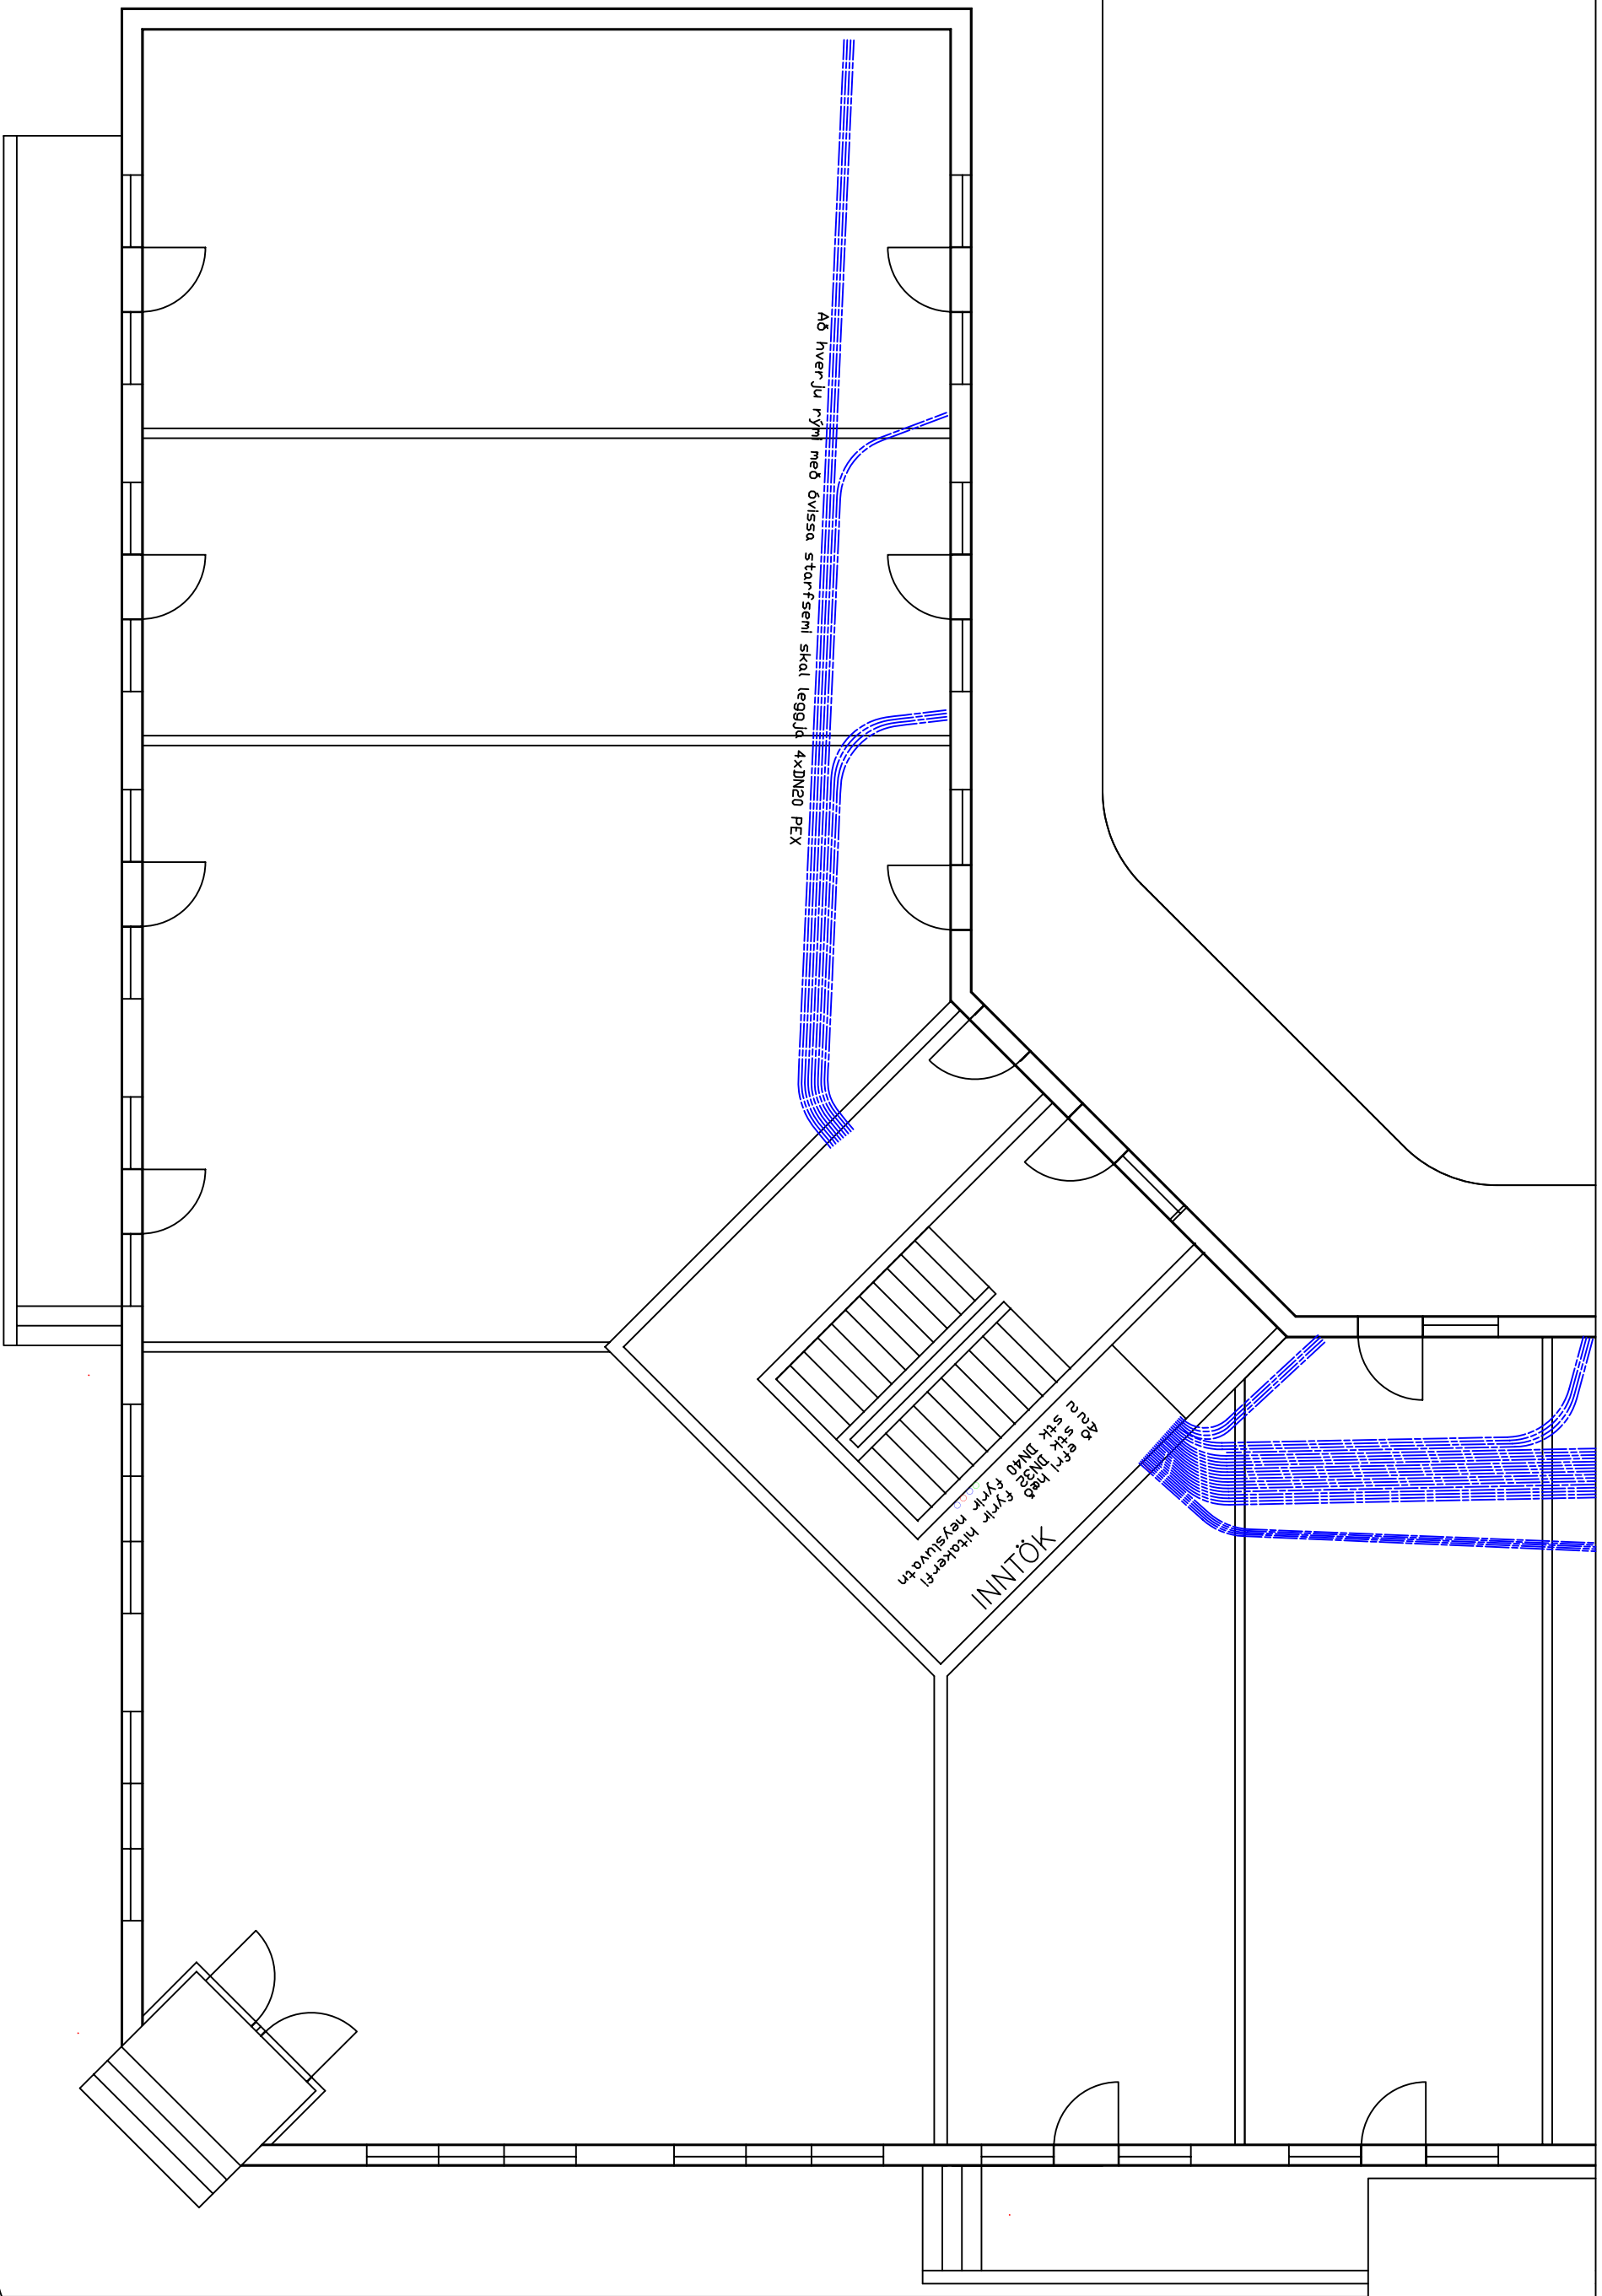 Að hverju rými með óvissa starfsemi skal leggja 4xDN20 PEX
Að efri hæð
2 stk DN32 fyrir hitakerfi
2 stk DN40 fyrir neysluvatn
INNTÖK